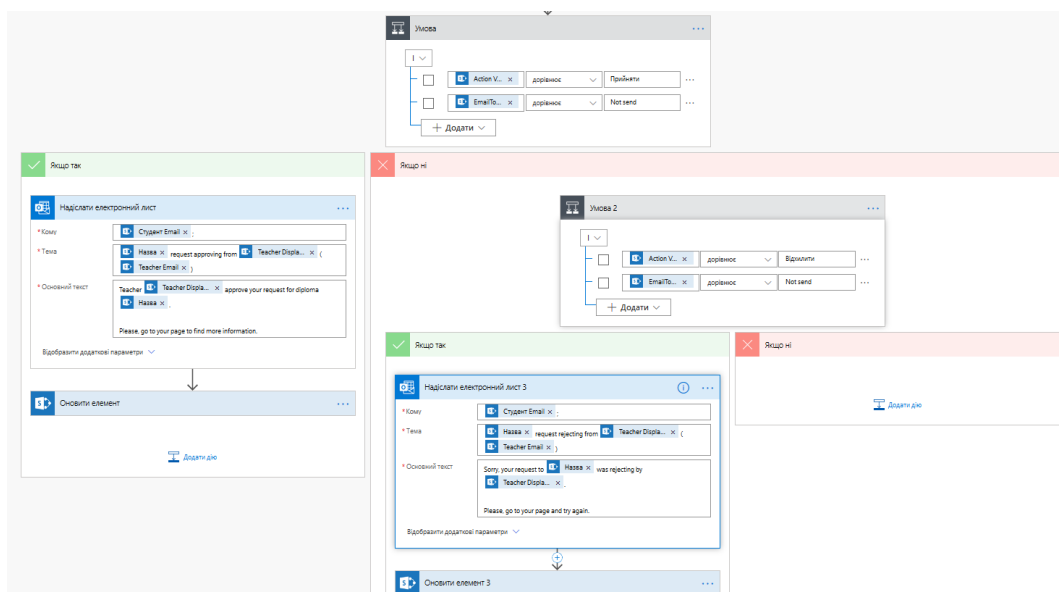 Умова
І
Action V... × дорівнює Прийняти
EmailTo... × дорівнює Not send
+ Додати
Якщо так
Якщо ні
Надіслати електронний лист
* Кому Студент Email × ;
* Тема Назва × request approving from Teacher Displa... × (
Teacher Email × )
* Основний текст Teacher Teacher Displa... × approve your request for diploma
Назва × .
Please, go to your page to find more information.
Відобразити додаткові параметри
Оновити елемент
Додати дію
Умова 2
І
Action V... × дорівнює Відхилити
EmailTo... × дорівнює Not send
+ Додати
Якщо так
Якщо ні
Надіслати електронний лист 3
* Кому Студент Email × ;
* Тема Назва × request rejecting from Teacher Displa... × (
Teacher Email × )
* Основний текст Sorry, your request to Назва × was rejecting by
Teacher Displa... × .
Please, go to your page and try again.
Відобразити додаткові параметри
Оновити елемент 3
Додати дію